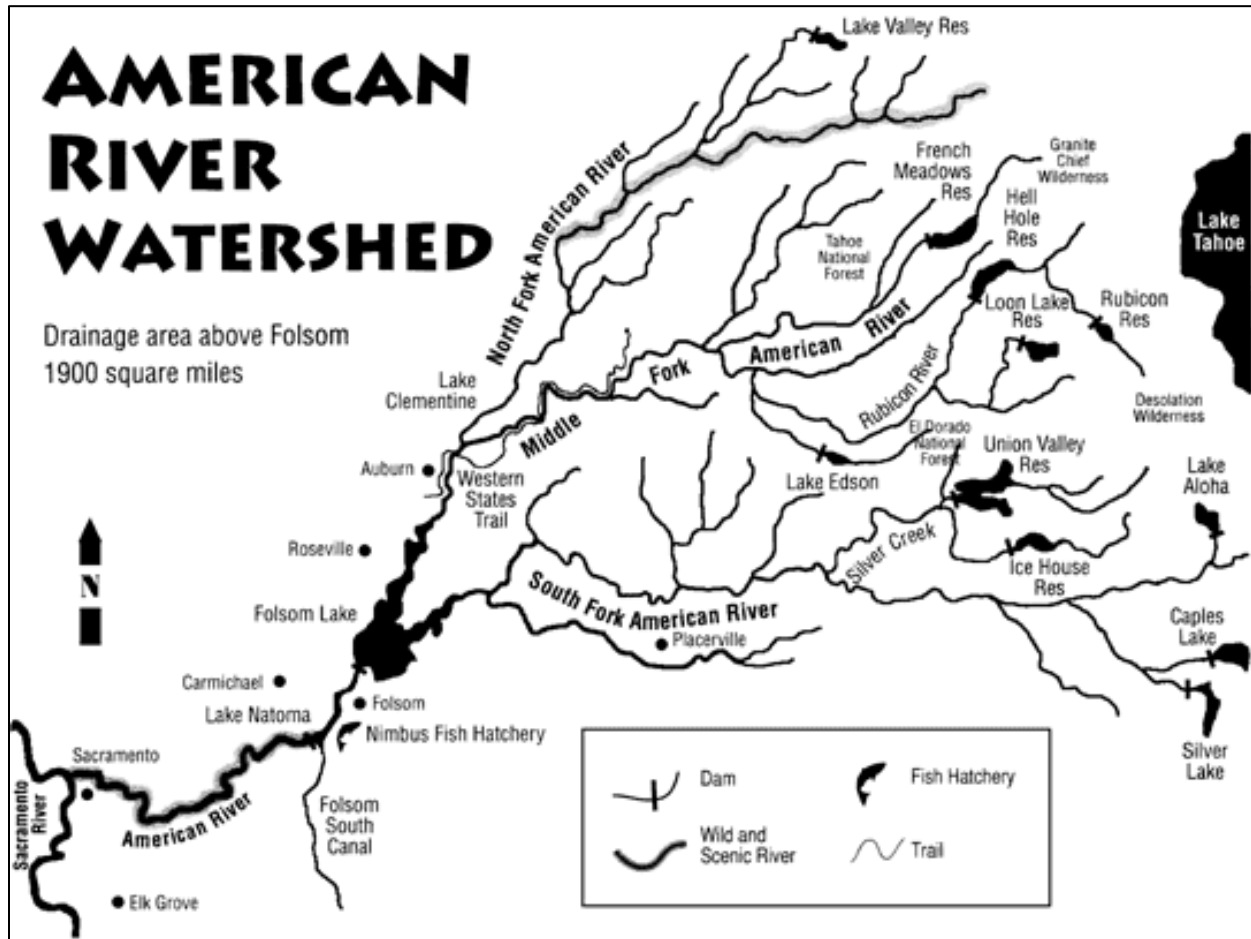 AMERICAN
RIVER
WATERSHED
Drainage area above Folsom
1900 square miles
Lake Valley Res
North Fork American River
French
Meadows
Res
Granite
Chief
Wilderness
Hell
Hole
Res
Lake
Tahoe
Tahoe
National
Forest
Loon Lake
Res
Rubicon
Res
Middle
Fork
American
River
Rubicon River
Lake
Clementine
Desolation
Wilderness
El Dorado
National
Forest
Union Valley
Res
Lake
Aloha
Auburn
Western
States
Trail
Lake Edson
Silver Creek
Ice House
Res
Roseville
N
Folsom Lake
South Fork American River
Placerville
Caples
Lake
Carmichael
Folsom
Lake Natoma
Nimbus Fish Hatchery
Silver
Lake
Sacramento
Sacramento
River
American River
Folsom
South
Canal
Elk Grove
Dam
Fish Hatchery
Wild and
Scenic River
Trail